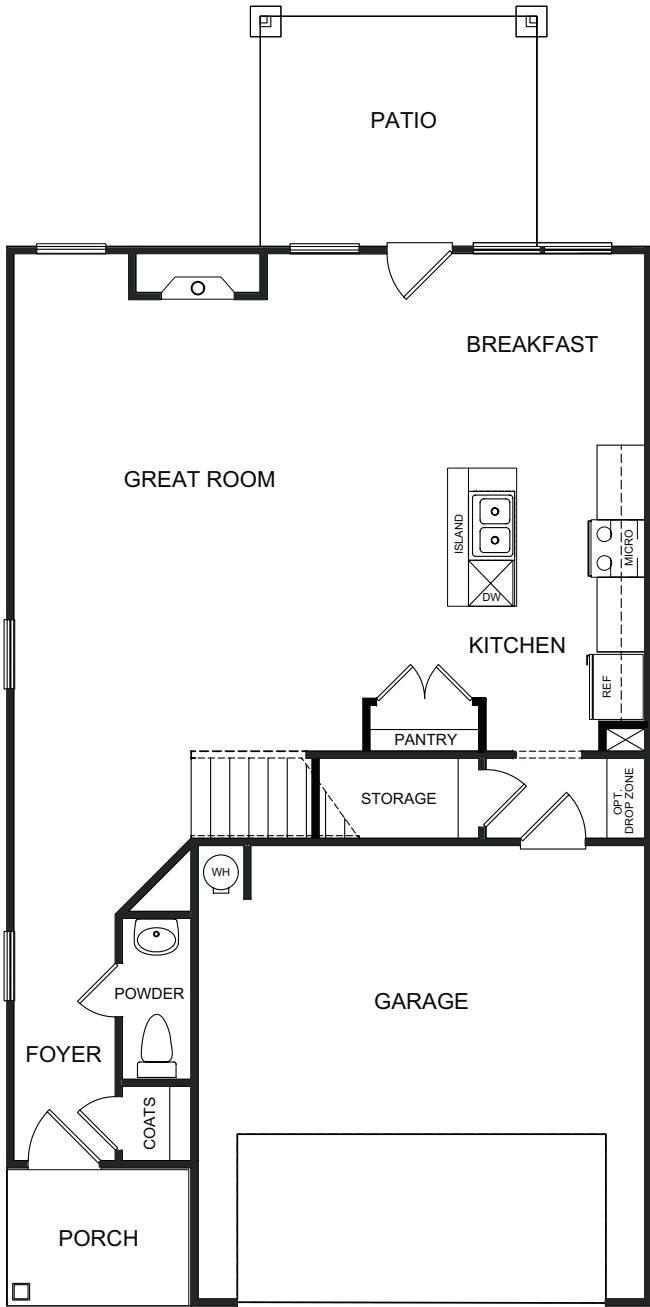 PATIO
BREAKFAST
GREAT ROOM
ISLAND
MICRO
DW
KITCHEN
REF
PANTRY
STORAGE
OPT.
DROP ZONE
WH
POWDER
GARAGE
FOYER
COATS
PORCH